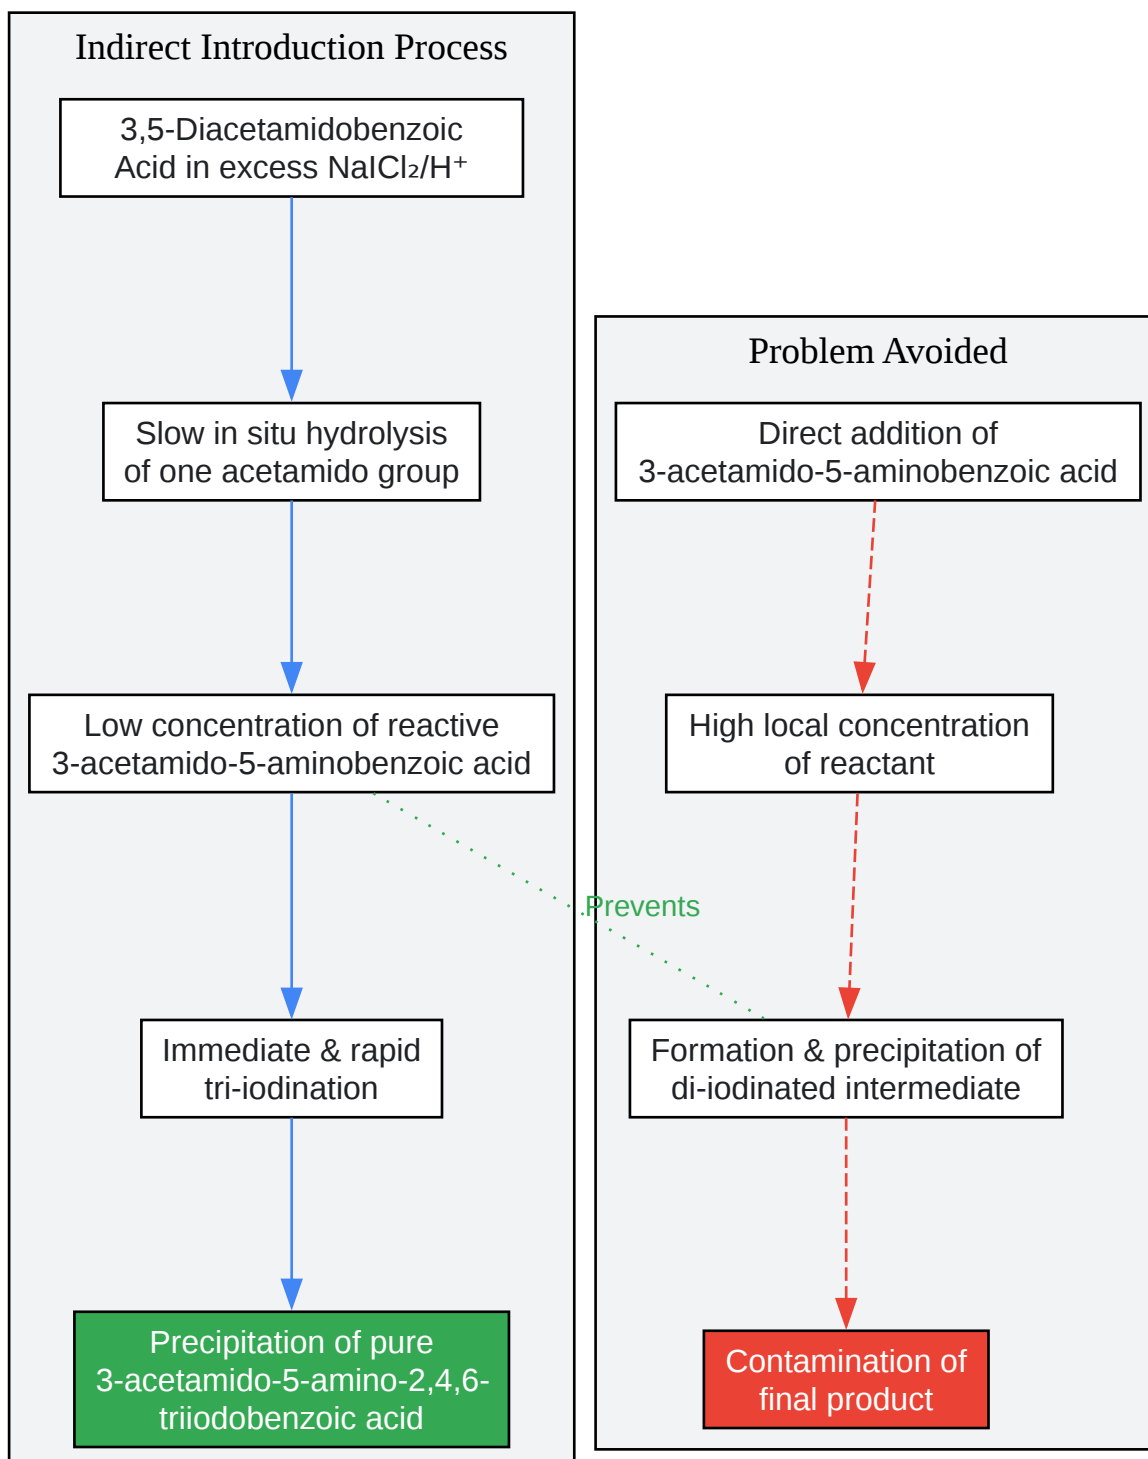 Indirect Introduction Process
3,5-Diacetamidobenzoic
Acid in excess NaICl₂/H⁺
Slow in situ hydrolysis
of one acetamido group
Low concentration of reactive
3-acetamido-5-aminobenzoic acid
Immediate & rapid
tri-iodination
Precipitation of pure
3-acetamido-5-amino-2,4,6-
triiodobenzoic acid
Prevents
Problem Avoided
Direct addition of
3-acetamido-5-aminobenzoic acid
High local concentration
of reactant
Formation & precipitation of
di-iodinated intermediate
Contamination of
final product